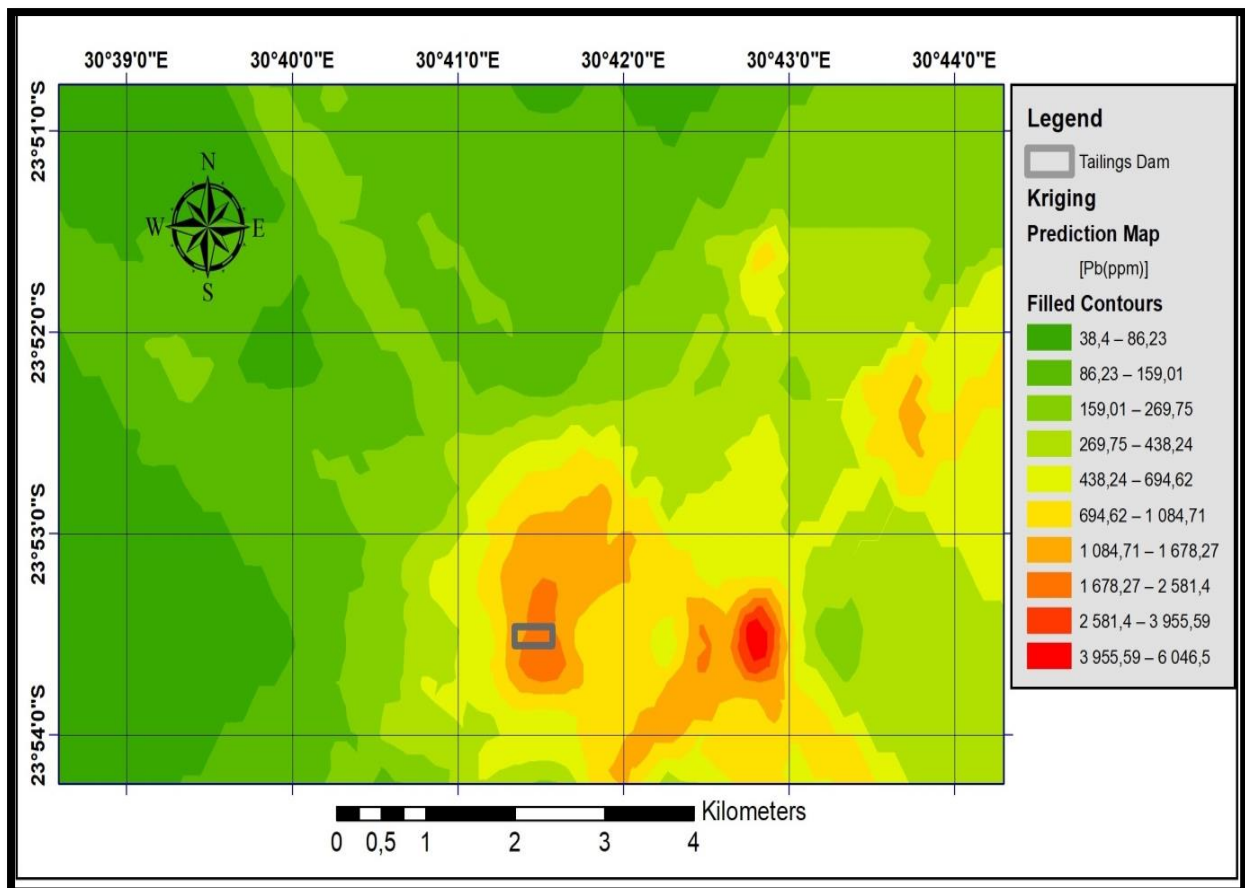 30°39'0"E 30°40'0"E 30°41'0"E 30°42'0"E 30°43'0"E 30°44'0"E
23°51'0"S
23°52'0"S
23°53'0"S
23°54'0"S
N
W E
S
Legend
Tailings Dam
Kriging
Prediction Map
[Pb(ppm)]
Filled Contours
38,4 – 86,23
86,23 – 159,01
159,01 – 269,75
269,75 – 438,24
438,24 – 694,62
694,62 – 1 084,71
1 084,71 – 1 678,27
1 678,27 – 2 581,4
2 581,4 – 3 955,59
3 955,59 – 6 046,5
Kilometers
0 0,5 1 2 3 4